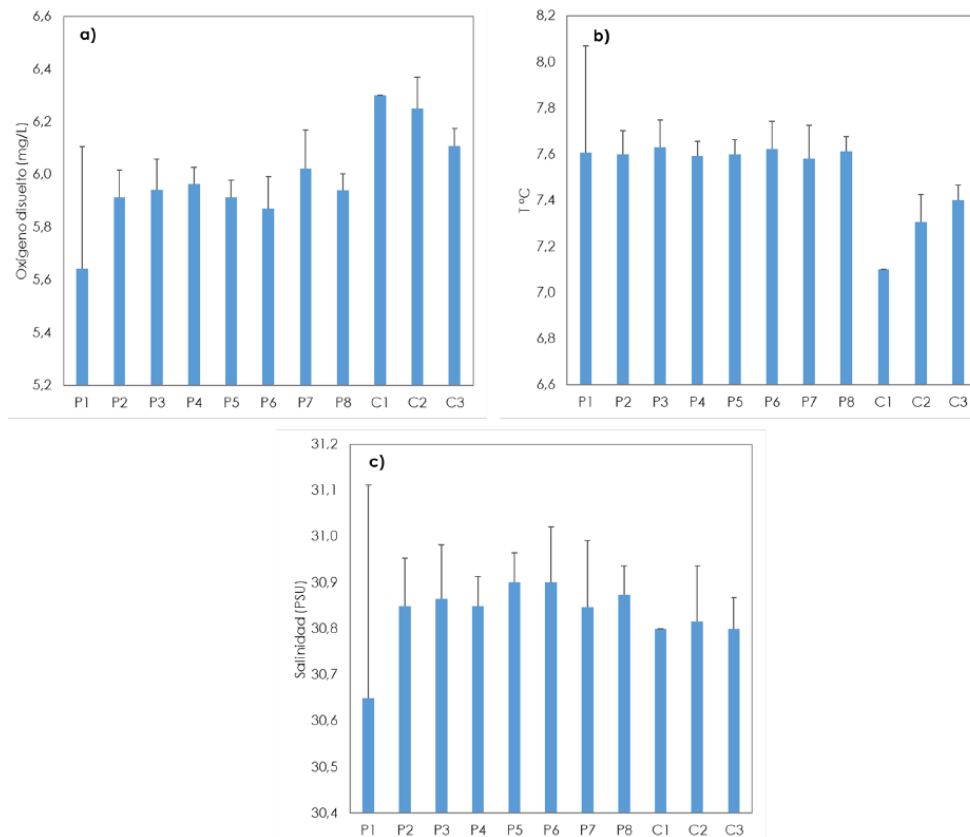 a)
Oxígeno disuelto (mg/L)
6,6
6,4
6,2
6,0
5,8
5,6
5,4
5,2
P1 P2 P3 P4 P5 P6 P7 P8 C1 C2 C3
b)
T ºC
8,2
8,0
7,8
7,6
7,4
7,2
7,0
6,8
6,6
P1 P2 P3 P4 P5 P6 P7 P8 C1 C2 C3
c)
Salinidad (PSU)
31,2
31,1
31,0
30,9
30,8
30,7
30,6
30,5
30,4
P1 P2 P3 P4 P5 P6 P7 P8 C1 C2 C3